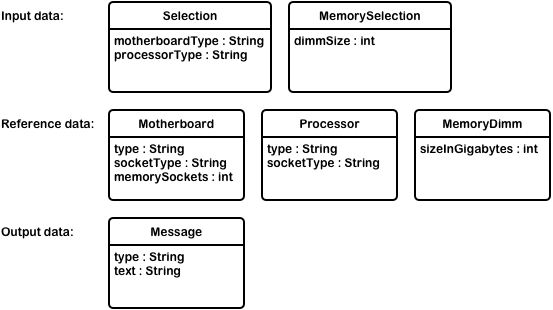 Input data:
Selection
motherboardType : String
processorType : String
MemorySelection
dimmSize : int
Reference data:
Motherboard
type : String
socketType : String
memorySockets : int
Processor
type : String
socketType : String
MemoryDimm
sizeInGigabytes : int
Output data:
Message
type : String
text : String